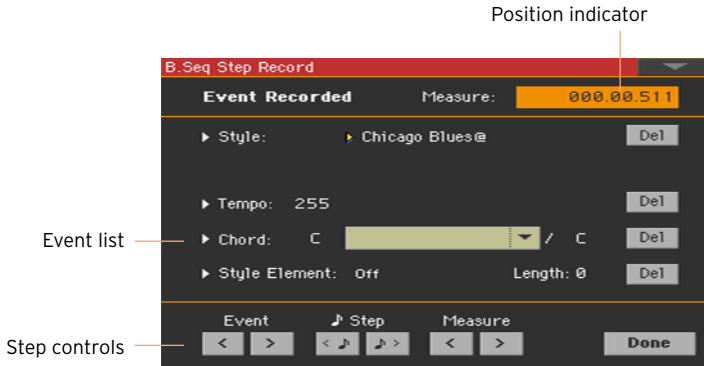 Position indicator
B.Seq Step Record
Event Recorded Measure: 000.00.511
Style: Chicago Blues@ Del
Tempo: 255 Del
Event list
Chord: C / C Del
Style Element: Off Length: 0 Del
Event ♪ Step Measure
Step controls
< > < ♪ ♪ > < > Done